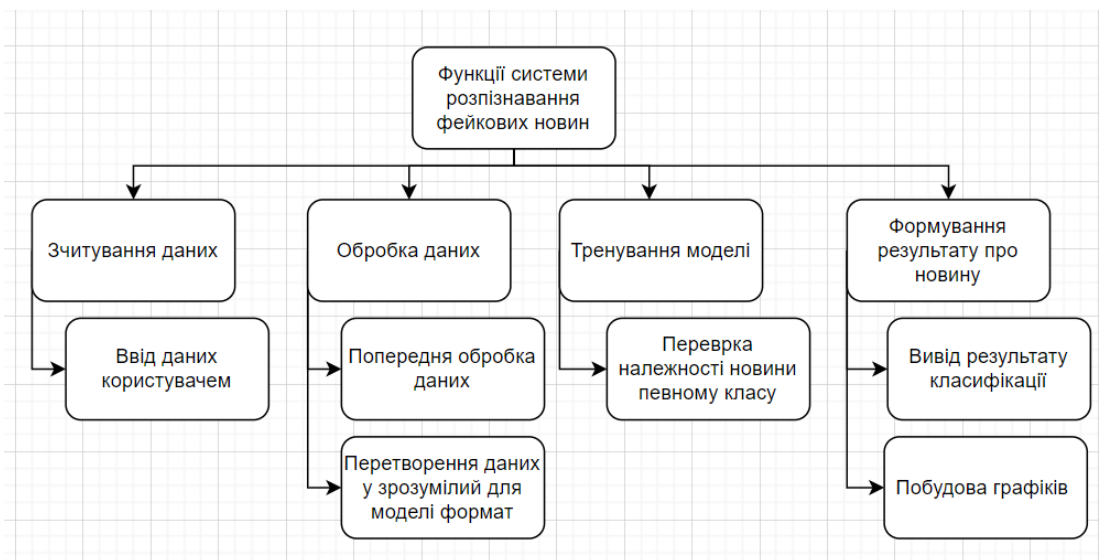 Функції системи
розпізнавання
фейкових новин
Зчитування даних
Обробка даних
Тренування моделі
Формування
результату про
новину
Ввід даних
користувачем
Попередня обробка
даних
Переврка
належності новини
певному класу
Вивід результату
класифікації
Перетворення даних
у зрозумілий для
моделі формат
Побудова графіків